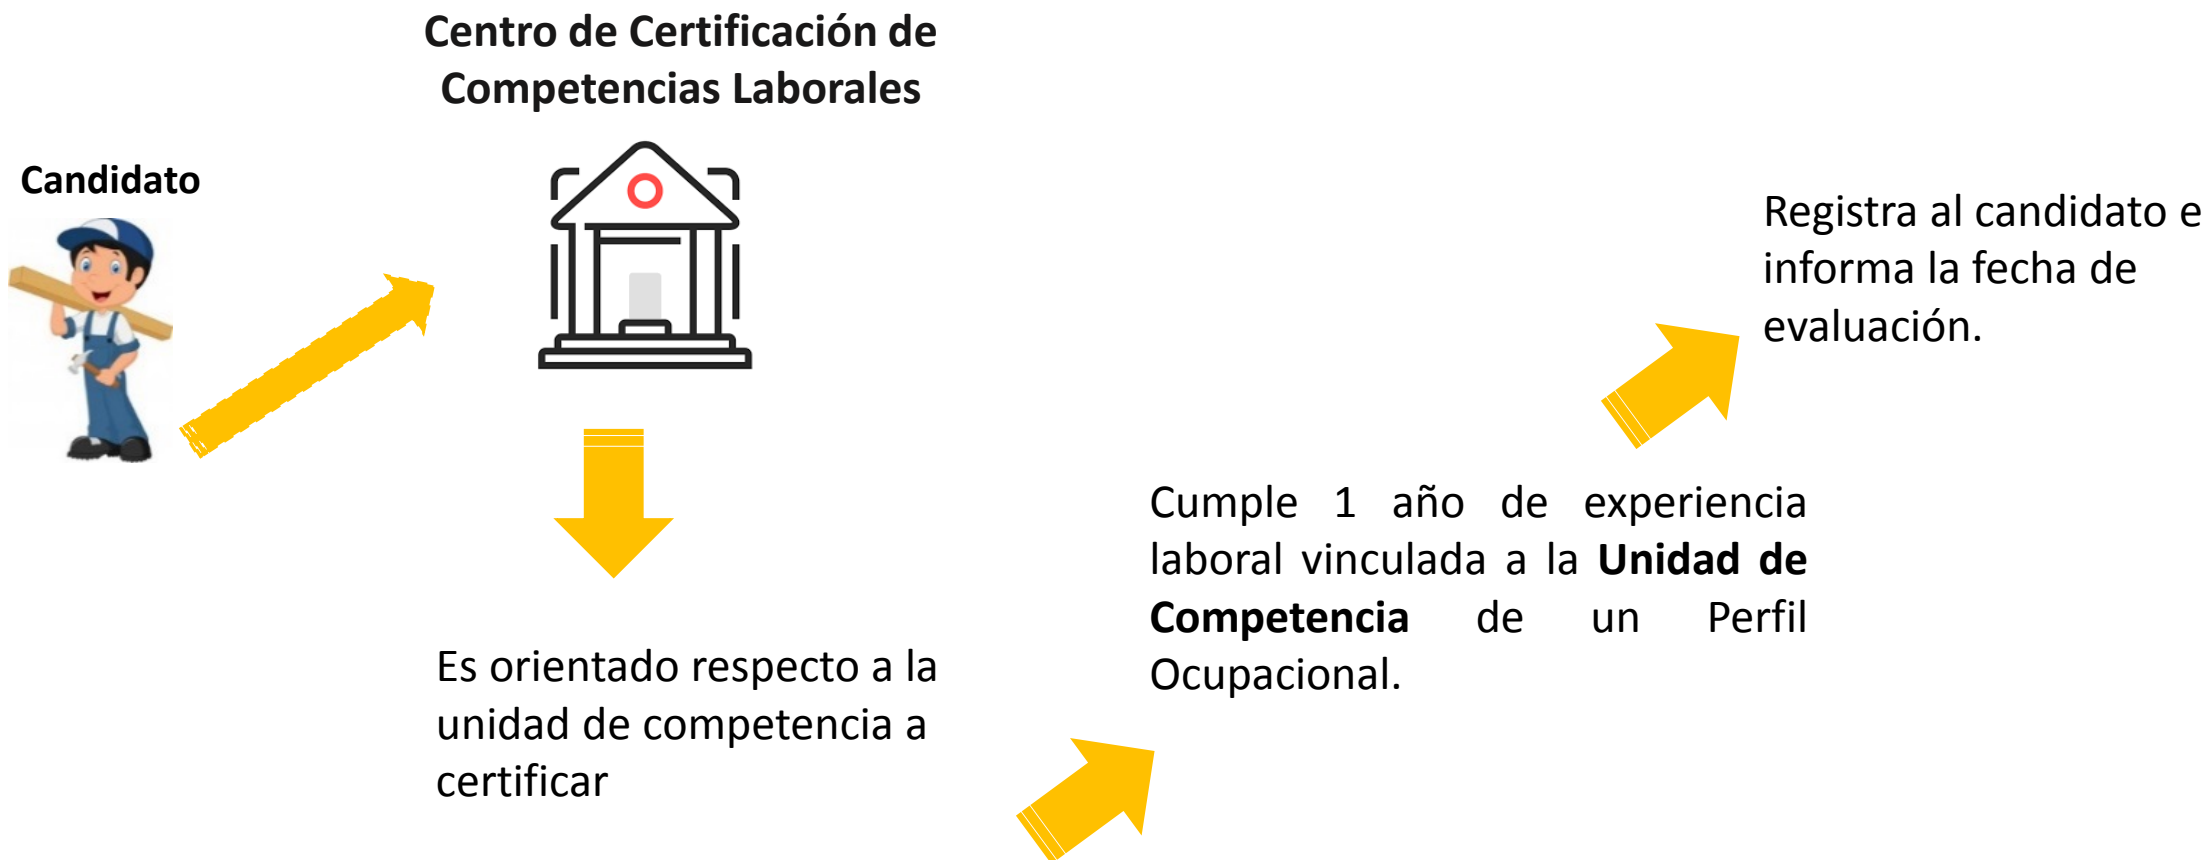 Centro de Certificación de
Competencias Laborales
Candidato
Registra al candidato e
informa la fecha de
evaluación.
Cumple 1 año de experiencia
laboral vinculada a la Unidad de
Competencia de un Perfil
Ocupacional.
Es orientado respecto a la
unidad de competencia a
certificar